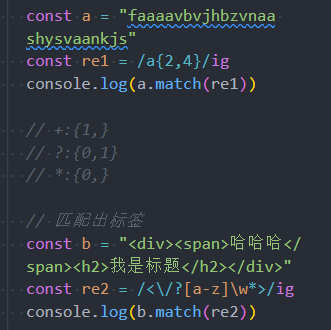 const a = "faaaavbvjhbzvnaa
shysvaankjs"
const re1 = /a{2,4}/ig
console.log(a.match(re1))
// +:{1,}
// ?:{0,1}
// *:{0,}
// 匹配出标签
const b = "<div><span>哈哈哈</
span><h2>我是标题</h2></div>"
const re2 = /<\/?[a-z]\w*>/ig
console.log(b.match(re2))